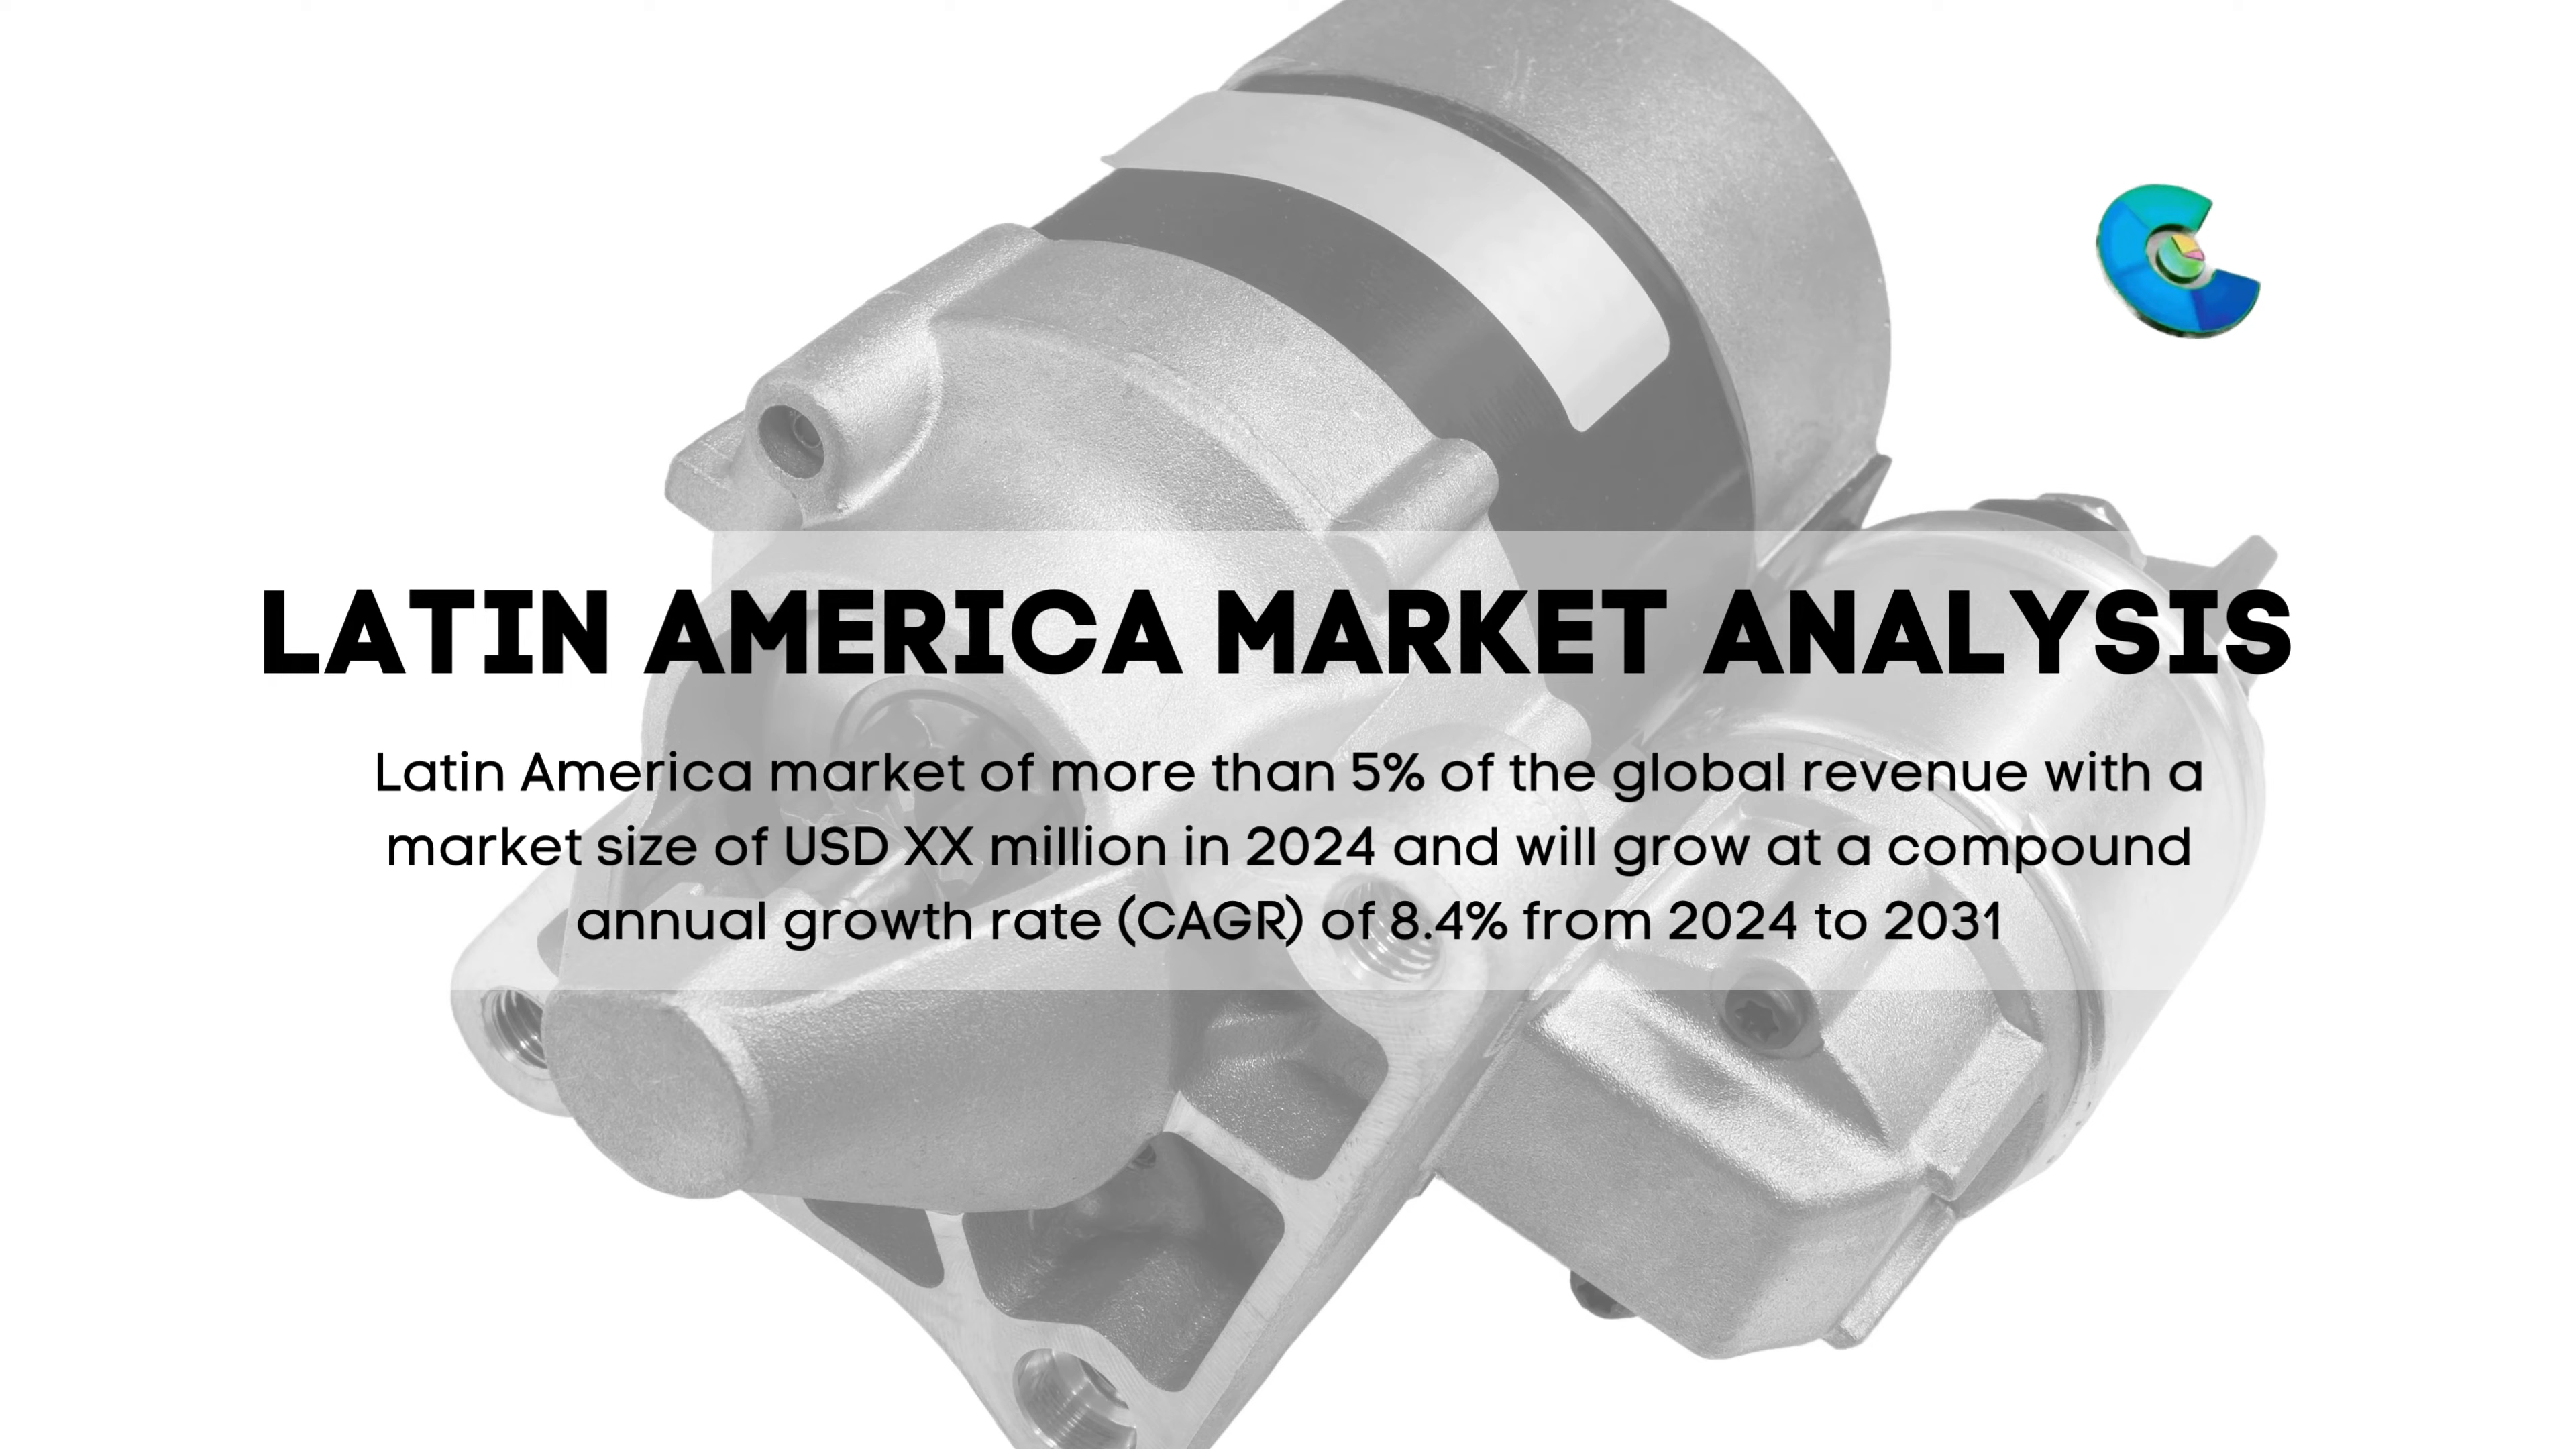 LATIN AMERICA MARKET ANALYSIS
Latin America market of more than 5% of the global revenue with a
market size of USD XX million in 2024 and will grow at a compound
annual growth rate (CAGR) of 8.4% from 2024 to 2031